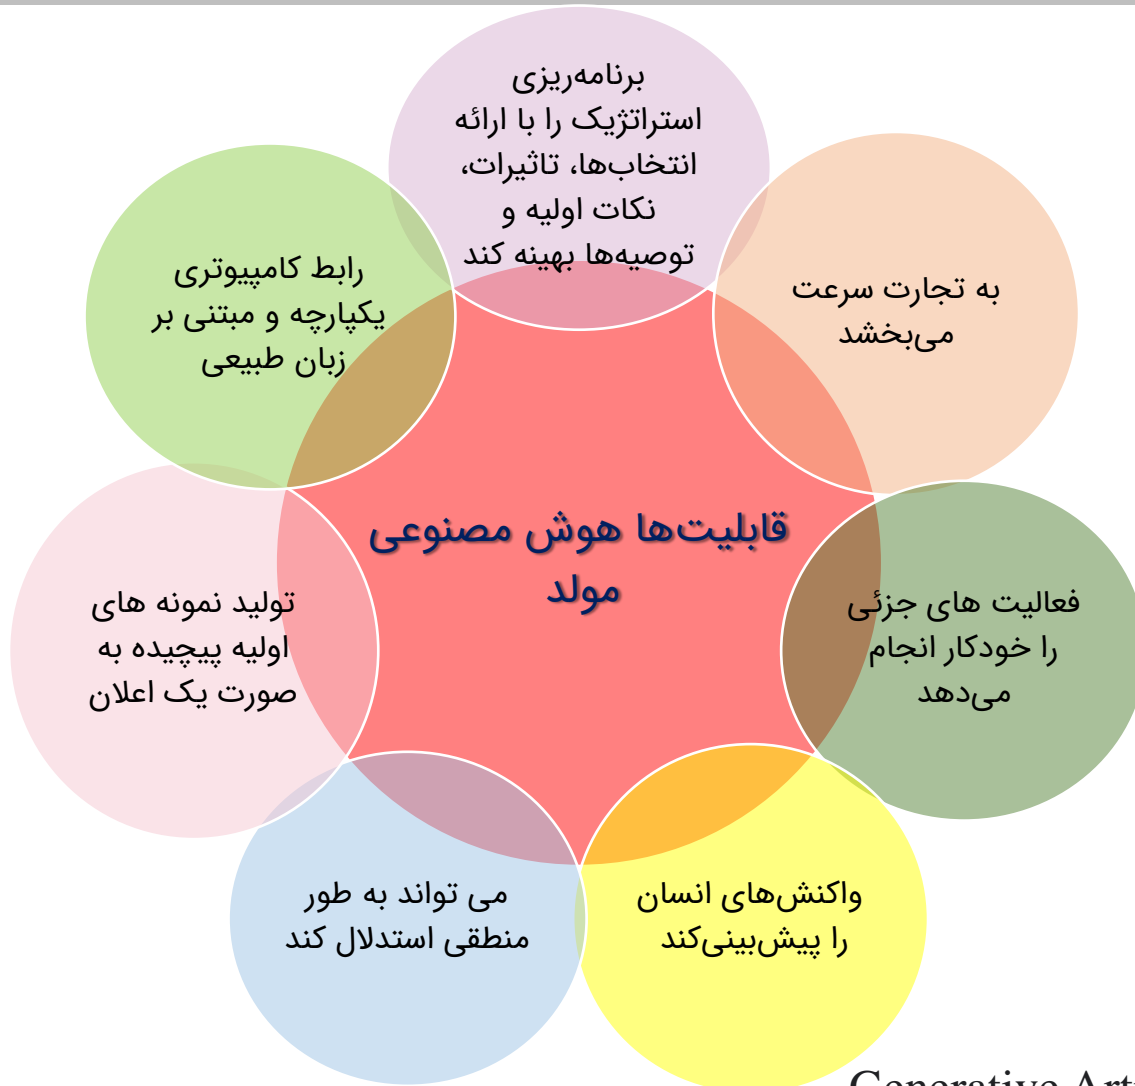 برنامه‌ریزی
استراتژیک را با ارائه
انتخاب‌ها، تاثیرات،
نکات اولیه و
توصیه‌ها بهینه کند
به تجارت سرعت
می‌بخشد
فعالیت های جزئی
را خودکار انجام
می‌دهد
واکنش‌های انسان
را پیش‌بینی‌کند
می تواند به طور
منطقی استدلال کند
تولید نمونه های
اولیه پیچیده به
صورت یک اعلان
رابط کامپیوتری
یکپارچه و مبتنی بر
زبان طبیعی
قابلیت‌ها هوش مصنوعی
مولد
Generative